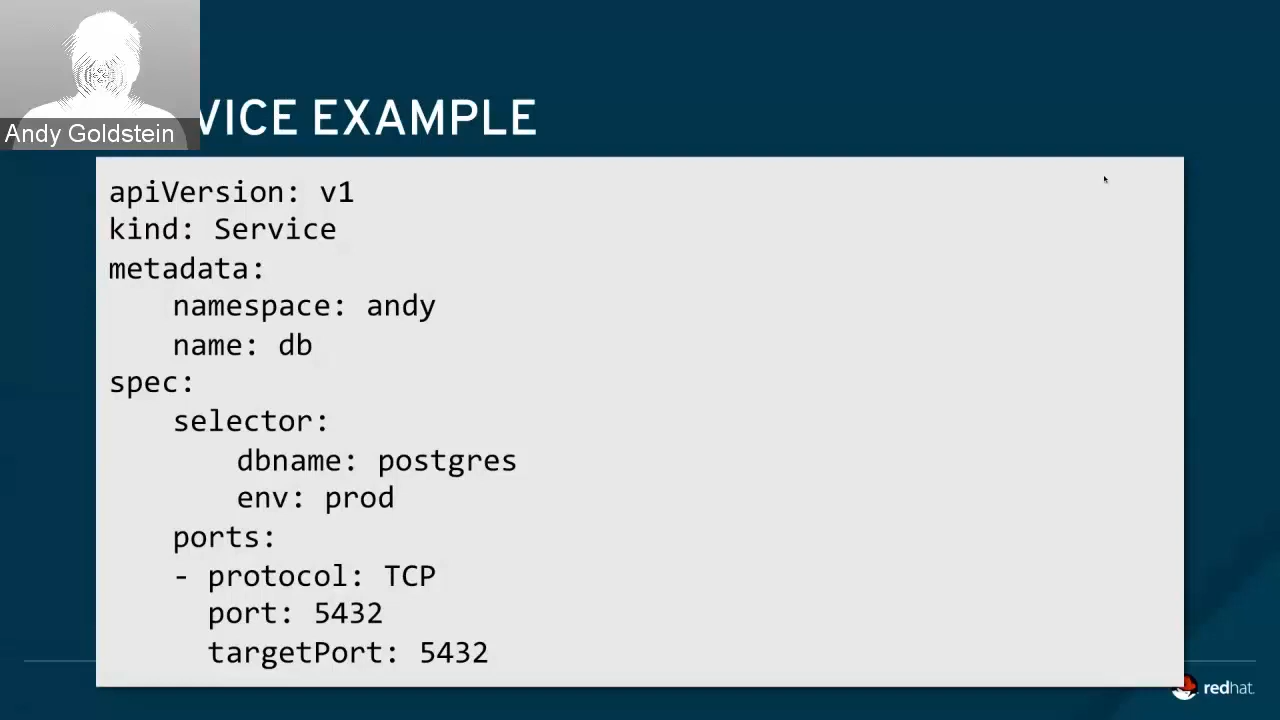 VICE EXAMPLE
Andy Goldstein
apiVersion: v1
kind: Service
metadata:
    namespace: andy
    name: db
spec:
    selector:
        dbname: postgres
        env: prod
    ports:
    - protocol: TCP
      port: 5432
      targetPort: 5432
redhat.